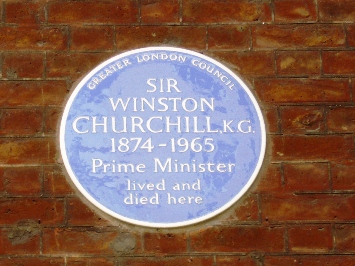 GREATER LONDON COUNCIL
SIR
WINSTON
CHURCHILL, K.G.
1874-1965
Prime Minister
lived and
died here